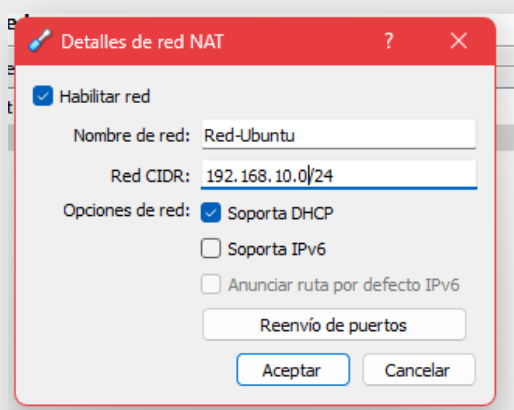 Detalles de red NAT ?
Habilitar red
Nombre de red: Red-Ubuntu
Red CIDR: 192.168.10.0/24
Opciones de red: Soporta DHCP
Soporta IPv6
Anunciar ruta por defecto IPv6
Reenvío de puertos
Aceptar Cancelar